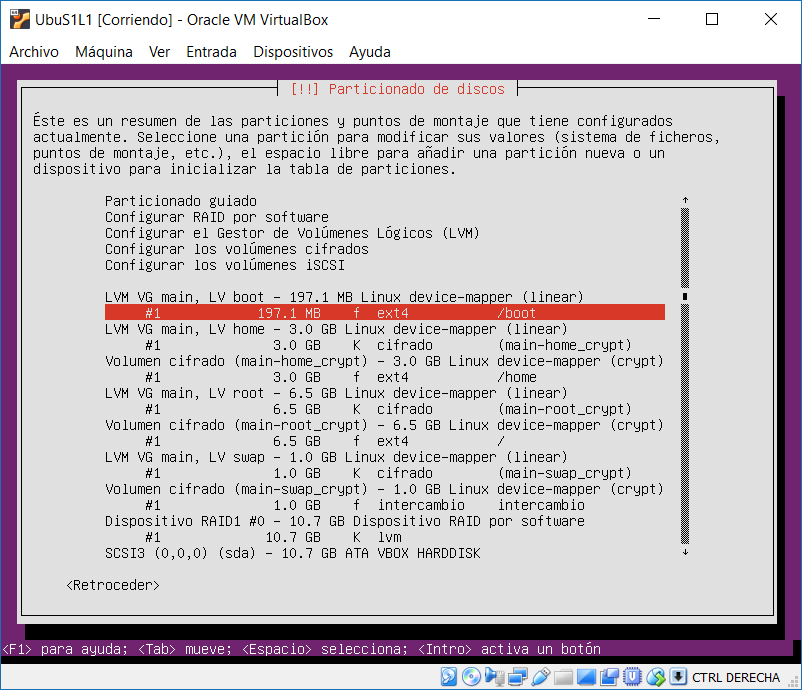 UbuS1L1 [Corriendo] - Oracle VM VirtualBox
Archivo Máquina Ver Entrada Dispositivos Ayuda
[!!] Particionado de discos
Éste es un resumen de las particiones y puntos de montaje que tiene configurados
actualmente. Seleccione una partición para modificar sus valores (sistema de ficheros,
puntos de montaje, etc.), el espacio libre para añadir una partición nueva o un
dispositivo para inicializar la tabla de particiones.
Particionado guiado
Configurar RAID por software
Configurar el Gestor de Volúmenes Lógicos (LVM)
Configurar los volúmenes cifrados
Configurar los volúmenes iSCSI
LVM VG main, LV boot - 197.1 MB Linux device-mapper (linear)
#1 197.1 MB f ext4 /boot
LVM VG main, LV home - 3.0 GB Linux device-mapper (linear)
#1 3.0 GB K cifrado (main-home_crypt)
Volumen cifrado (main-home_crypt) - 3.0 GB Linux device-mapper (crypt)
#1 3.0 GB f ext4 /home
LVM VG main, LV root - 6.5 GB Linux device-mapper (linear)
#1 6.5 GB K cifrado (main-root_crypt)
Volumen cifrado (main-root_crypt) - 6.5 GB Linux device-mapper (crypt)
#1 6.5 GB f ext4 /
LVM VG main, LV swap - 1.0 GB Linux device-mapper (linear)
#1 1.0 GB K cifrado (main-swap_crypt)
Volumen cifrado (main-swap_crypt) - 1.0 GB Linux device-mapper (crypt)
#1 1.0 GB f intercambio intercambio
Dispositivo RAID1 #0 - 10.7 GB Dispositivo RAID por software
#1 10.7 GB K lvm
SCSI3 (0,0,0) (sda) - 10.7 GB ATA VBOX HARDDISK
<Retroceder>
<F1> para ayuda; <Tab> mueve; <Espacio> selecciona; <Intro> activa un botón
CTRL DERECHA